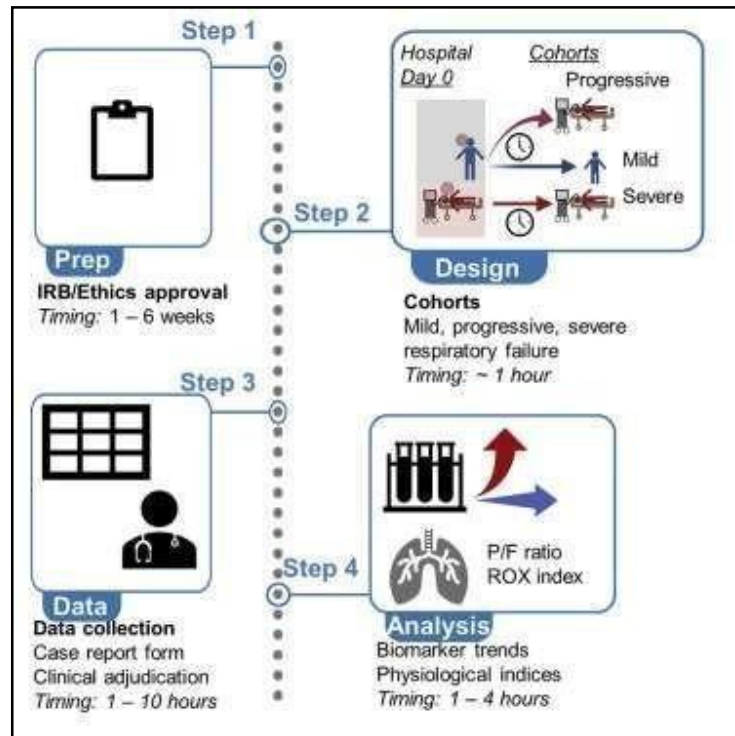 Step 1
Prep
IRB/Ethics approval
Timing: 1 – 6 weeks
Step 2
Hospital
Day 0
Cohorts
Progressive
Mild
Severe
Design
Cohorts
Mild, progressive, severe
respiratory failure
Timing: ~ 1 hour
Step 3
Data
Data collection
Case report form
Clinical adjudication
Timing: 1 – 10 hours
Step 4
P/F ratio
ROX index
Analysis
Biomarker trends
Physiological indices
Timing: 1 – 4 hours